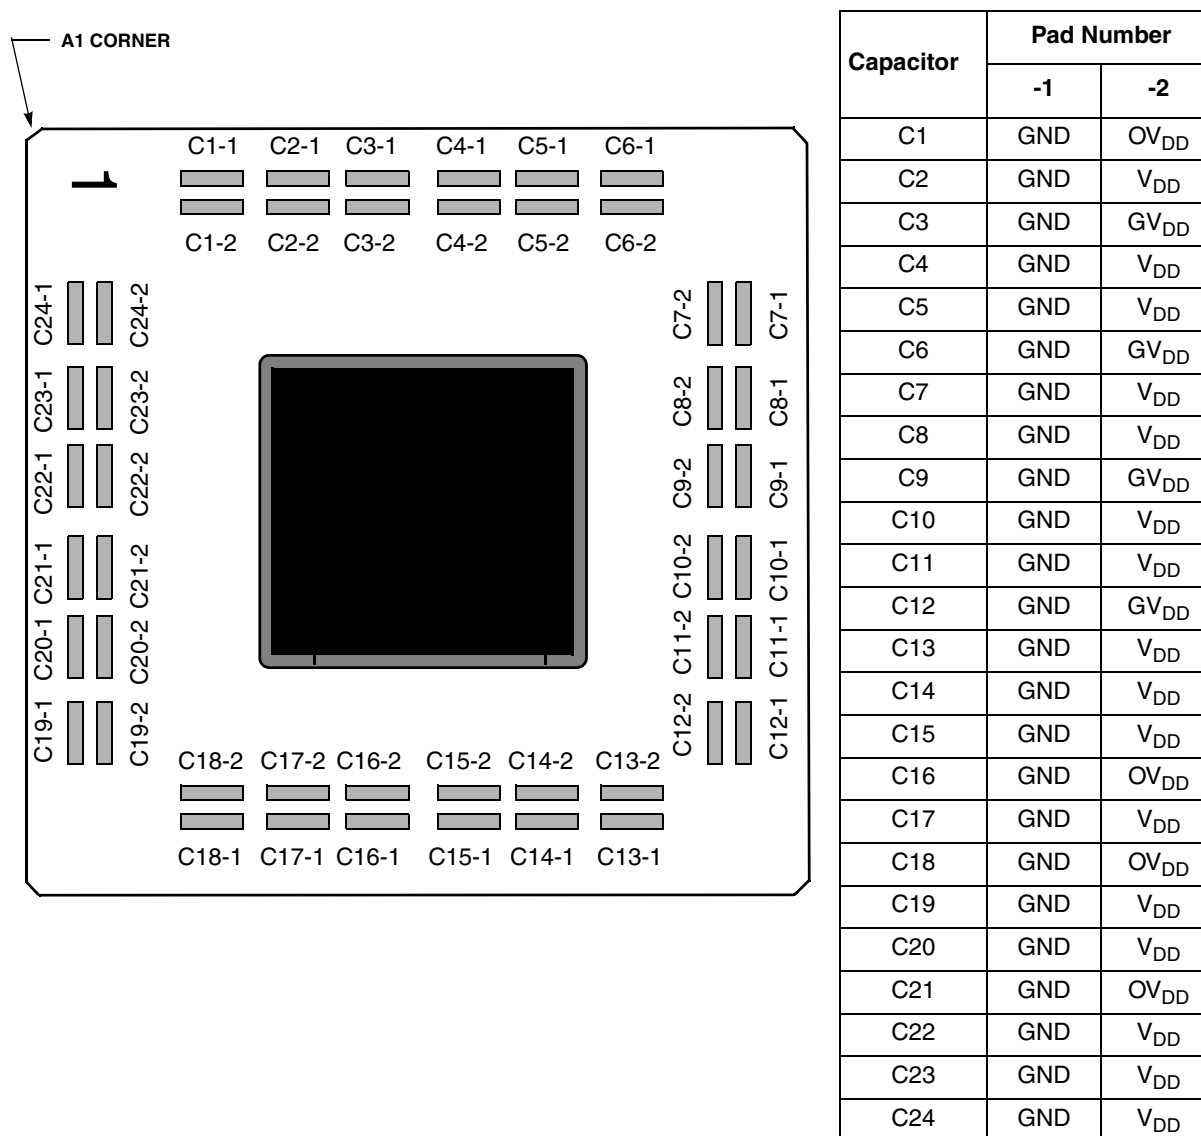 A1 CORNER
1
C1-1 C2-1 C3-1 C4-1 C5-1 C6-1
C1-2 C2-2 C3-2 C4-2 C5-2 C6-2
C24-1 C24-2 C7-2 C7-1
C23-1 C23-2 C8-2 C8-1
C22-1 C22-2 C9-2 C9-1
C21-1 C21-2 C10-2 C10-1
C20-1 C20-2 C11-2 C11-1
C19-1 C19-2 C12-2 C12-1
C18-2 C17-2 C16-2 C15-2 C14-2 C13-2
C18-1 C17-1 C16-1 C15-1 C14-1 C13-1
Capacitor Pad Number
-1 -2
C1 GND OVDD
C2 GND VDD
C3 GND GVDD
C4 GND VDD
C5 GND VDD
C6 GND GVDD
C7 GND VDD
C8 GND VDD
C9 GND GVDD
C10 GND VDD
C11 GND VDD
C12 GND GVDD
C13 GND VDD
C14 GND VDD
C15 GND VDD
C16 GND OVDD
C17 GND VDD
C18 GND OVDD
C19 GND VDD
C20 GND VDD
C21 GND OVDD
C22 GND VDD
C23 GND VDD
C24 GND VDD